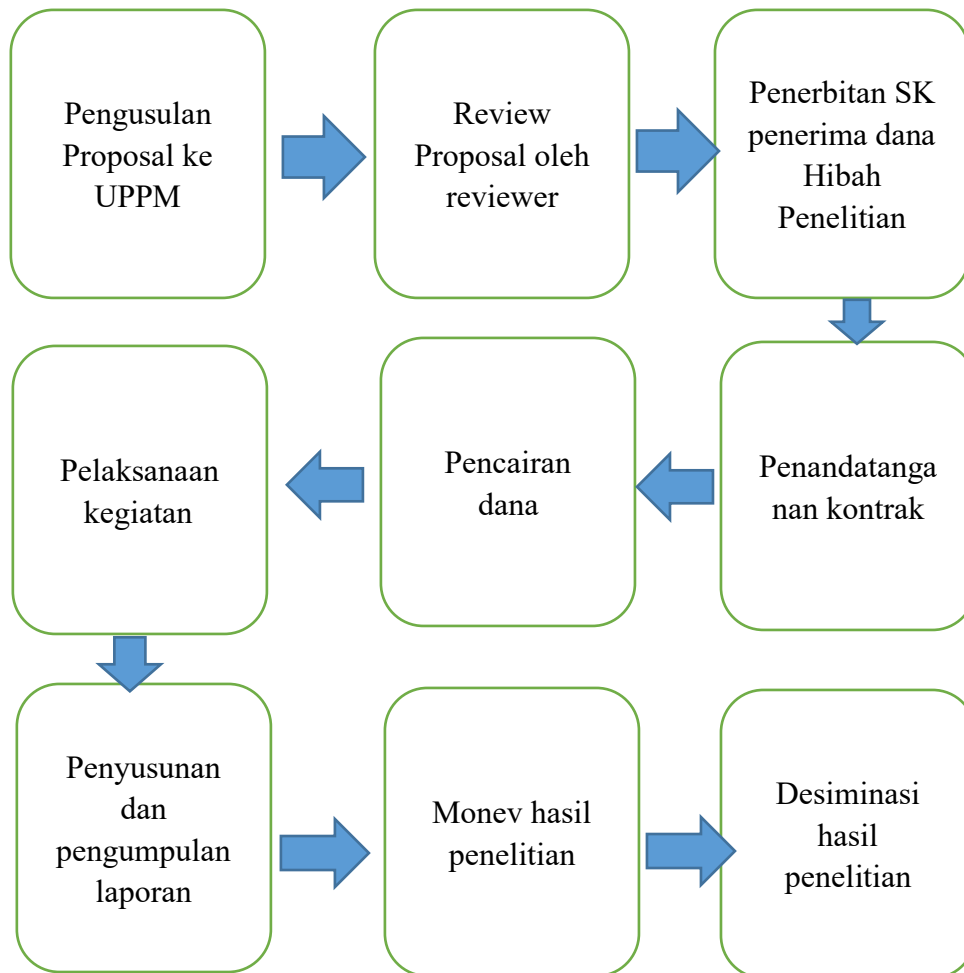 Pengusulan
Proposal ke
UPPM
Review
Proposal oleh
reviewer
Penerbitan SK
penerima dana
Hibah
Penelitian
Penandatanga
nan kontrak
Pencairan
dana
Pelaksanaan
kegiatan
Penyusunan
dan
pengumpulan
laporan
Monev hasil
penelitian
Desiminasi
hasil
penelitian